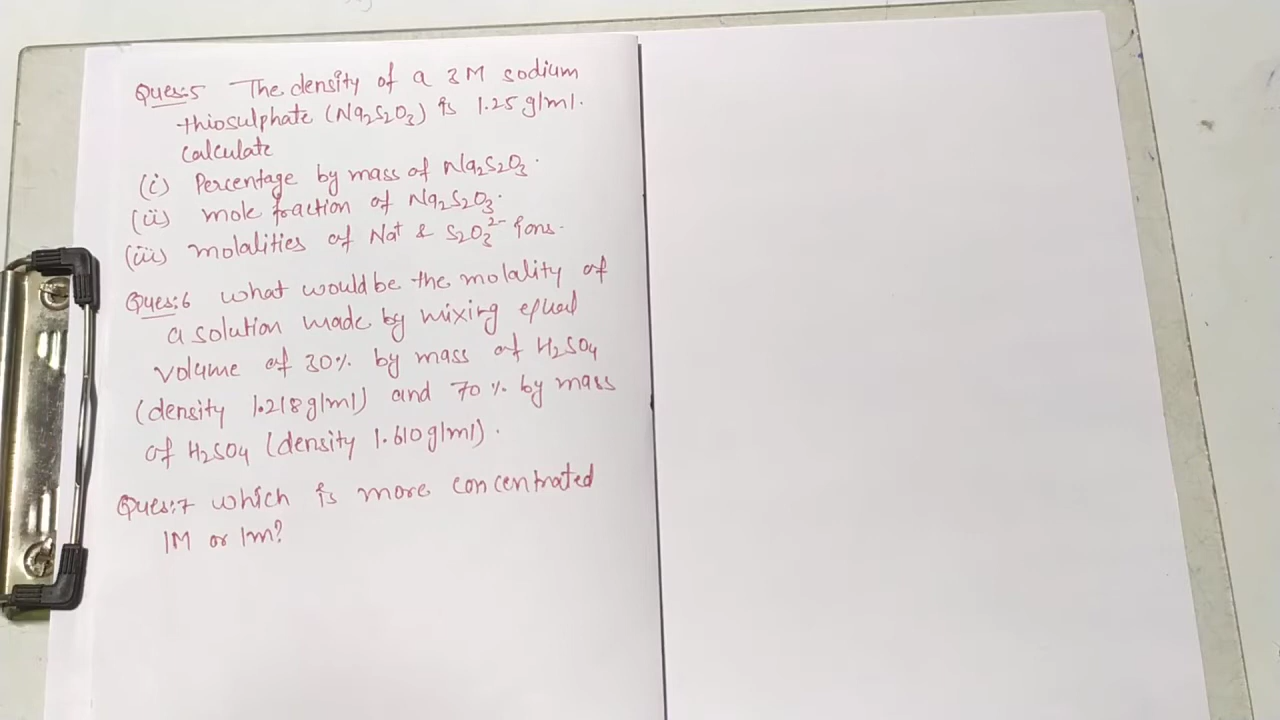 Ques:5 The density of a 3M sodium
thiosulphate (Na₂S₂O₃) is 1.25 g/ml.
Calculate
(i) Percentage by mass of Na₂S₂O₃.
(ii) mole fraction of Na₂S₂O₃.
(iii) molalities of Na⁺ & S₂O₃²⁻ ions.
Ques:6 what would be the molality of
a solution made by mixing equal
volume of 30% by mass of H₂SO₄
(density 1.218 g/ml) and 70% by mass
of H₂SO₄ (density 1.610 g/ml).
Ques:7 which is more concentrated
1M or 1m?